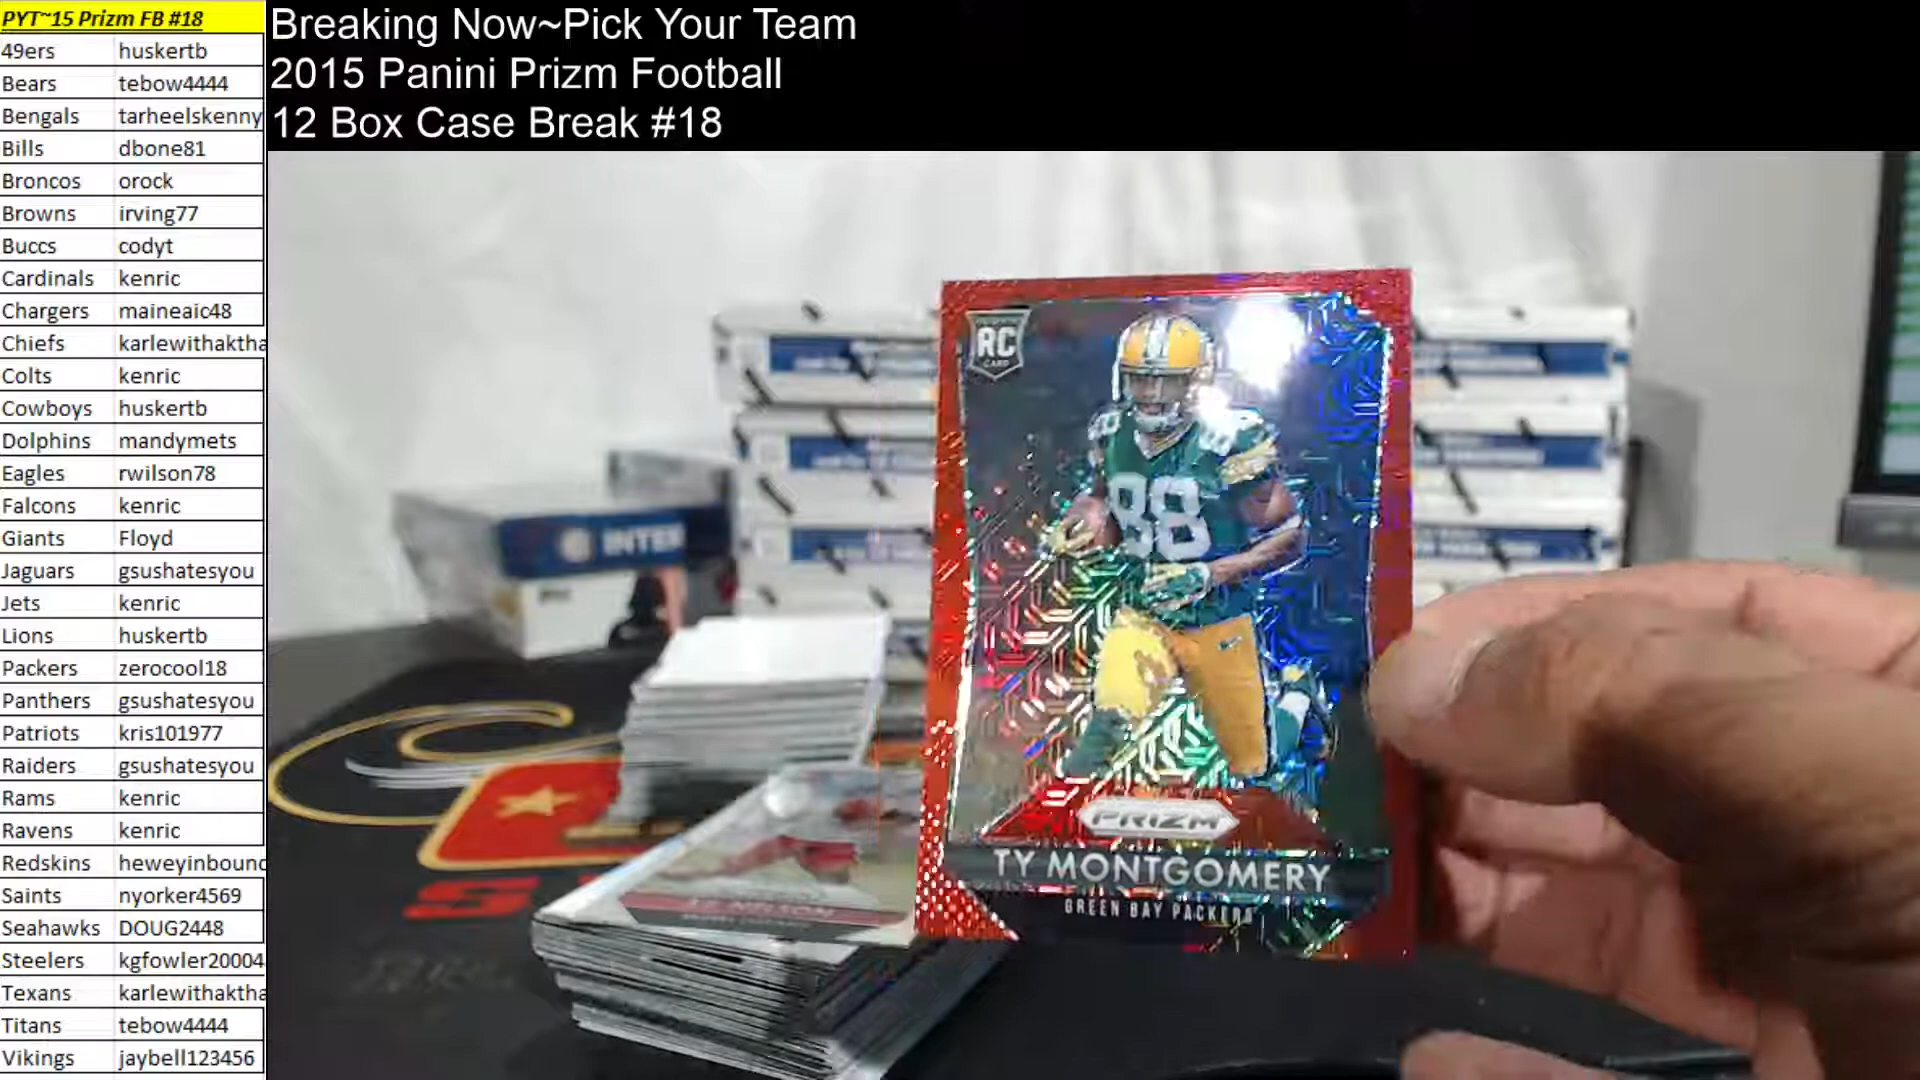 PYT~15 Prizm FB #18
49ers huskertb
Bears tebow4444
Bengals tarheelskenny
Bills dbone81
Broncos orock
Browns irving77
Buccs codyt
Cardinals kenric
Chargers maineaic48
Chiefs karlewithaktha
Colts kenric
Cowboys huskertb
Dolphins mandymets
Eagles rwilson78
Falcons kenric
Giants Floyd
Jaguars gsushatesyou
Jets kenric
Lions huskertb
Packers zerocool18
Panthers gsushatesyou
Patriots kris101977
Raiders gsushatesyou
Rams kenric
Ravens kenric
Redskins heweyinbound
Saints nyorker4569
Seahawks DOUG2448
Steelers kgfowler20004
Texans karlewithaktha
Titans tebow4444
Vikings jaybell123456
Breaking Now~Pick Your Team
2015 Panini Prizm Football
12 Box Case Break #18
INTER
RC
CARD
88
PRIZM
TY MONTGOMERY
GREEN BAY PACKERS